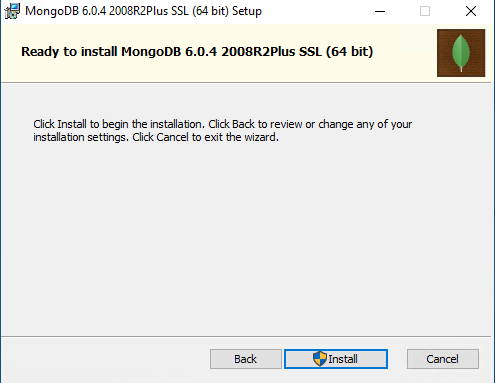 MongoDB 6.0.4 2008R2Plus SSL (64 bit) Setup
Ready to install MongoDB 6.0.4 2008R2Plus SSL (64 bit)
Click Install to begin the installation. Click Back to review or change any of your
installation settings. Click Cancel to exit the wizard.
Back Install Cancel